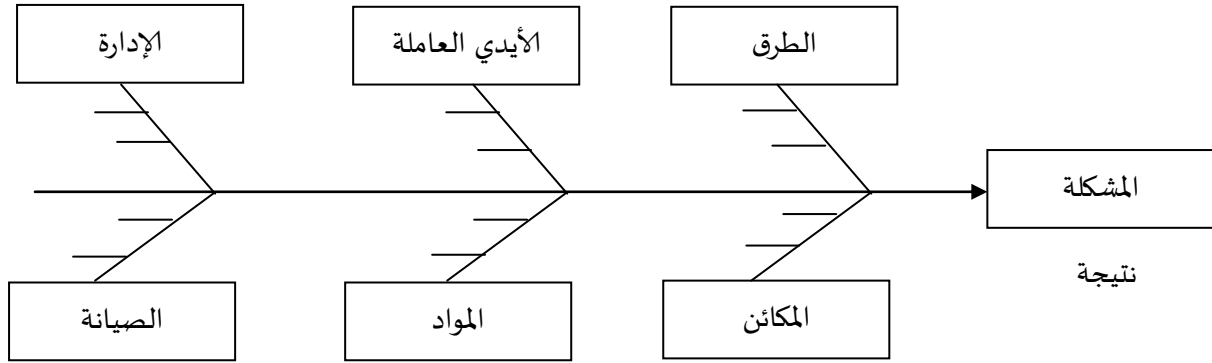 الطرق
الأيدي العاملة
الإدارة
المشكلة
نتيجة
المكائن
المواد
الصيانة